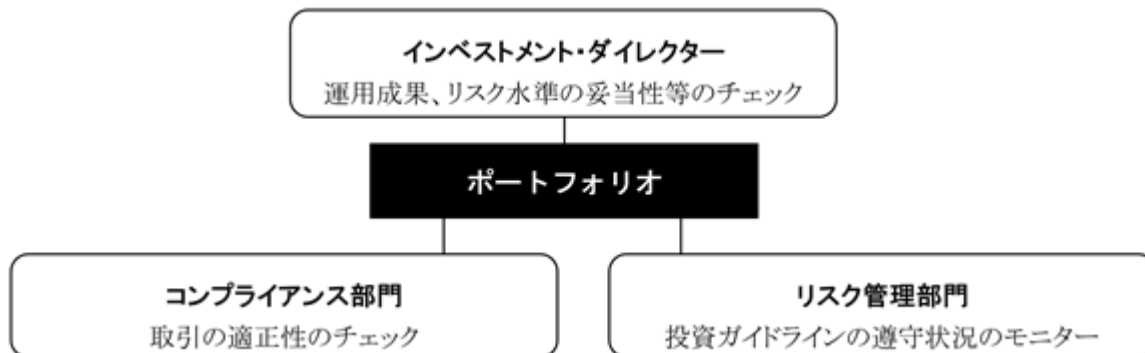 インベストメント・ダイレクター
運用成果、リスク水準の妥当性等のチェック
ポートフォリオ
コンプライアンス部門
取引の適正性のチェック
リスク管理部門
投資ガイドラインの遵守状況のモニター